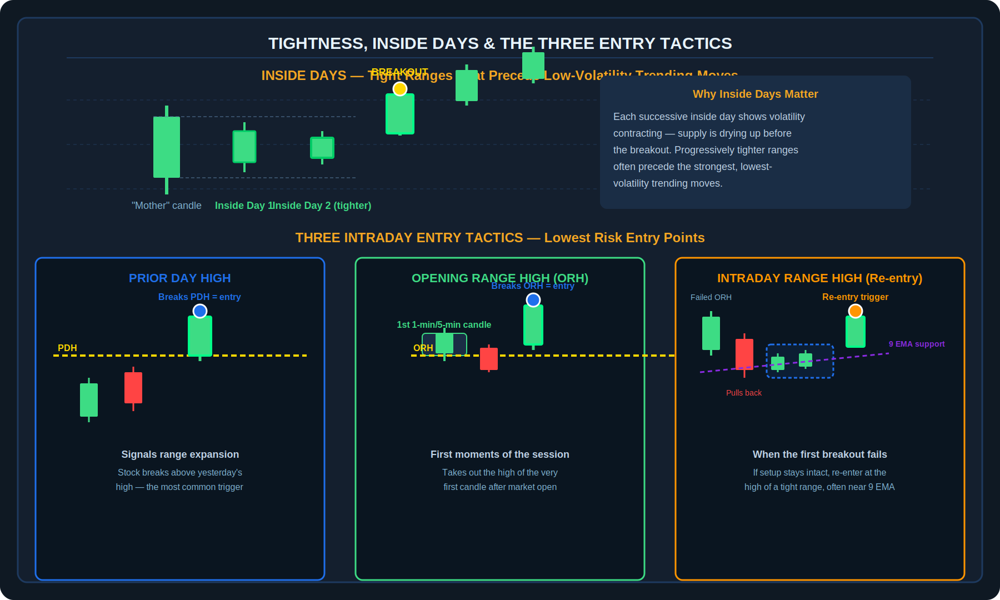 TIGHTNESS, INSIDE DAYS & THE THREE ENTRY TACTICS
INSIDE DAYS — Tight Ranges That Precede Low-Volatility Trending Moves
BREAKOUT
"Mother" candle
Inside Day 1
Inside Day 2 (tighter)
Why Inside Days Matter
Each successive inside day shows volatility
contracting — supply is drying up before
the breakout. Progressively tighter ranges
often precede the strongest, lowest-
volatility trending moves.
THREE INTRADAY ENTRY TACTICS — Lowest Risk Entry Points
PRIOR DAY HIGH
Breaks PDH = entry
PDH
Signals range expansion
Stock breaks above yesterday's
high — the most common trigger
OPENING RANGE HIGH (ORH)
Breaks ORH = entry
1st 1-min/5-min candle
ORH
First moments of the session
Takes out the high of the very
first candle after market open
INTRADAY RANGE HIGH (Re-entry)
Failed ORH
Re-entry trigger
9 EMA support
Pulls back
When the first breakout fails
If setup stays intact, re-enter at the
high of a tight range, often near 9 EMA